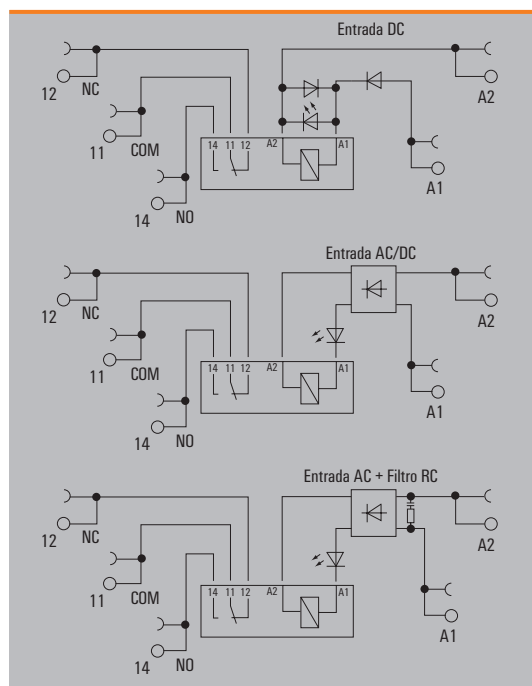 Entrada DC
12 NC
A2
11 COM
14 11 12 A2 A1
A1
14 NO
Entrada AC/DC
12 NC
A2
11 COM
14 11 12 A2 A1
A1
14 NO
Entrada AC + Filtro RC
12 NC
A2
11 COM
14 11 12 A2 A1
A1
14 NO